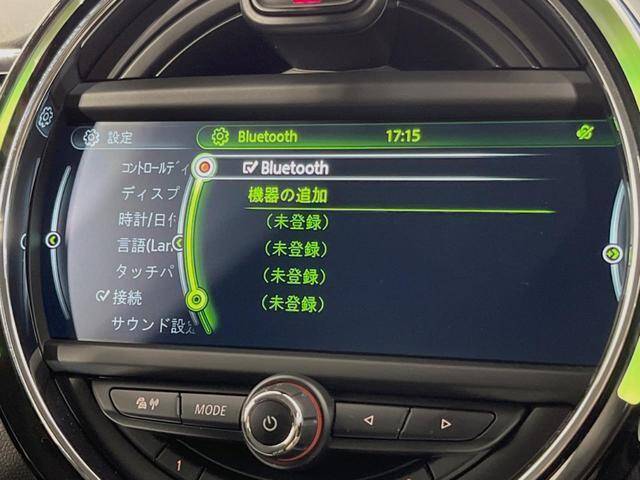 設定
Bluetooth
17:15
コントロールディ
ディスプ
時計/日付
言語(Lan
タッチパ
接続
サウンド設定
Bluetooth
機器の追加
(未登録)
(未登録)
(未登録)
(未登録)
MODE
1